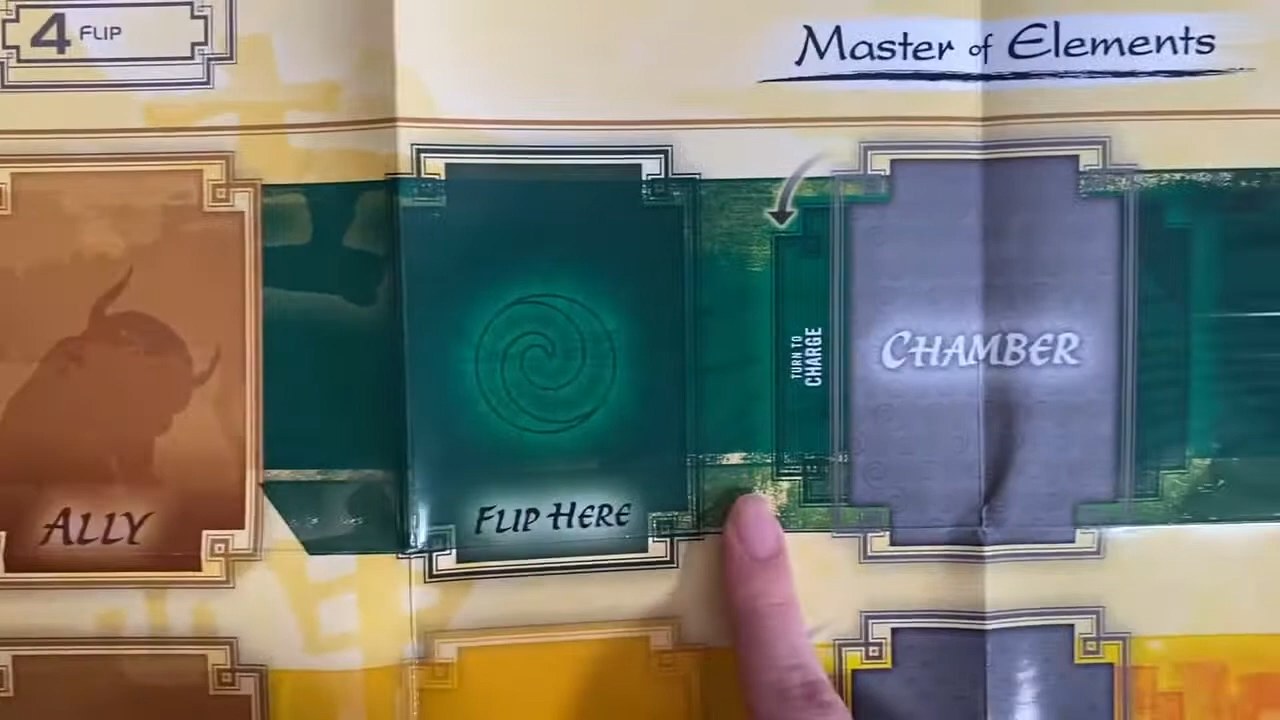 4 FLIP
Master of Elements
TURN TO
CHARGE
CHAMBER
ALLY
FLIP HERE